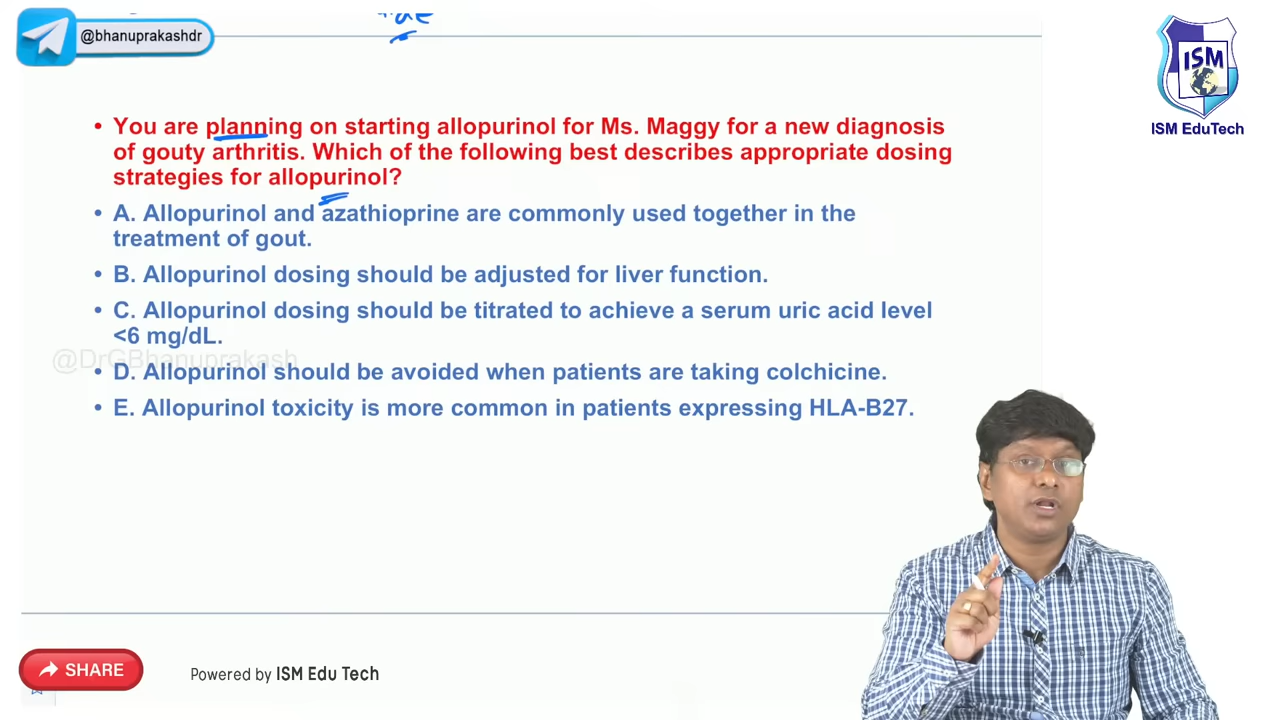 @bhanuprakashdr
ISM
ISM EduTech
• You are planning on starting allopurinol for Ms. Maggy for a new diagnosis
of gouty arthritis. Which of the following best describes appropriate dosing
strategies for allopurinol?
• A. Allopurinol and azathioprine are commonly used together in the
treatment of gout.
• B. Allopurinol dosing should be adjusted for liver function.
• C. Allopurinol dosing should be titrated to achieve a serum uric acid level
<6 mg/dL.
@DrGBhanuprakash
• D. Allopurinol should be avoided when patients are taking colchicine.
• E. Allopurinol toxicity is more common in patients expressing HLA-B27.
SHARE
Powered by ISM Edu Tech